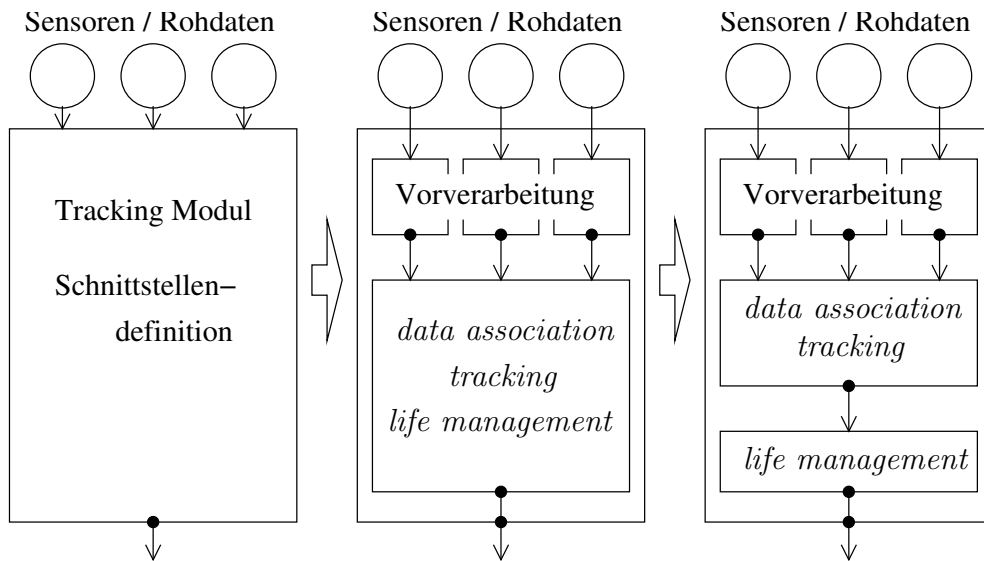 Sensoren / Rohdaten
Tracking Modul
Schnittstellen–
definition
Sensoren / Rohdaten
Vorverarbeitung
data association
tracking
life management
Sensoren / Rohdaten
Vorverarbeitung
data association
tracking
life management